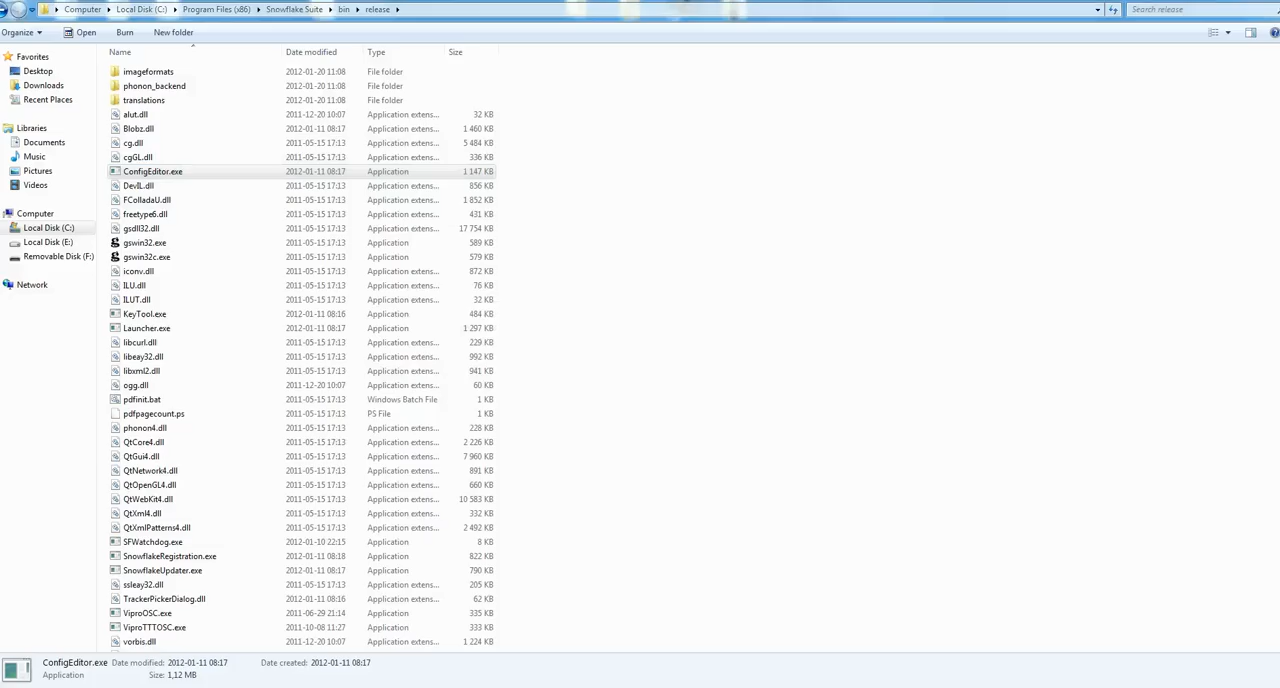 Computer Local Disk (C:) Program Files (x86) Snowflake Suite bin release Search release
Organize Open Burn New folder
Favorites
Desktop
Downloads
Recent Places
Libraries
Documents
Music
Pictures
Videos
Computer
Local Disk (C:)
Local Disk (E:)
Removable Disk (F:)
Network
Name Date modified Type Size
imageformats 2012-01-20 11:08 File folder
phonon_backend 2012-01-20 11:08 File folder
translations 2012-01-20 11:08 File folder
alut.dll 2011-12-20 10:07 Application extens... 32 KB
Blobz.dll 2012-01-11 08:17 Application extens... 1 460 KB
cg.dll 2011-05-15 17:13 Application extens... 5 484 KB
cgGL.dll 2011-05-15 17:13 Application extens... 336 KB
ConfigEditor.exe 2012-01-11 08:17 Application 1 147 KB
DevIL.dll 2011-05-15 17:13 Application extens... 856 KB
FColladaU.dll 2011-05-15 17:13 Application extens... 1 852 KB
freetype6.dll 2011-05-15 17:13 Application extens... 431 KB
gsdll32.dll 2011-05-15 17:13 Application extens... 17 754 KB
gswin32.exe 2011-05-15 17:13 Application 589 KB
gswin32c.exe 2011-05-15 17:13 Application 579 KB
iconv.dll 2011-05-15 17:13 Application extens... 872 KB
ILU.dll 2011-05-15 17:13 Application extens... 76 KB
ILUT.dll 2011-05-15 17:13 Application extens... 32 KB
KeyTool.exe 2012-01-11 08:16 Application 484 KB
Launcher.exe 2012-01-11 08:17 Application 1 297 KB
libcurl.dll 2011-05-15 17:13 Application extens... 229 KB
libeay32.dll 2011-05-15 17:13 Application extens... 992 KB
libxml2.dll 2011-05-15 17:13 Application extens... 941 KB
ogg.dll 2011-12-20 10:07 Application extens... 60 KB
pdfinit.bat 2011-05-15 17:13 Windows Batch File 1 KB
pdfpagecount.ps 2011-05-15 17:13 PS File 1 KB
phonon4.dll 2011-05-15 17:13 Application extens... 228 KB
QtCore4.dll 2011-05-15 17:13 Application extens... 2 226 KB
QtGui4.dll 2011-05-15 17:13 Application extens... 7 960 KB
QtNetwork4.dll 2011-05-15 17:13 Application extens... 891 KB
QtOpenGL4.dll 2011-05-15 17:13 Application extens... 660 KB
QtWebKit4.dll 2011-05-15 17:13 Application extens... 10 583 KB
QtXml4.dll 2011-05-15 17:13 Application extens... 332 KB
QtXmlPatterns4.dll 2011-05-15 17:13 Application extens... 2 492 KB
SFWatchdog.exe 2012-01-10 22:15 Application 8 KB
SnowflakeRegistration.exe 2012-01-11 08:18 Application 822 KB
SnowflakeUpdater.exe 2012-01-11 08:17 Application 790 KB
ssleay32.dll 2011-05-15 17:13 Application extens... 205 KB
TrackerPickerDialog.dll 2012-01-11 08:16 Application extens... 62 KB
ViproOSC.exe 2011-06-29 21:14 Application 335 KB
ViproTTTOSC.exe 2011-10-08 11:27 Application 333 KB
vorbis.dll 2011-12-20 10:07 Application extens... 1 224 KB
ConfigEditor.exe Date modified: 2012-01-11 08:17 Date created: 2012-01-11 08:17
Application Size: 1,12 MB